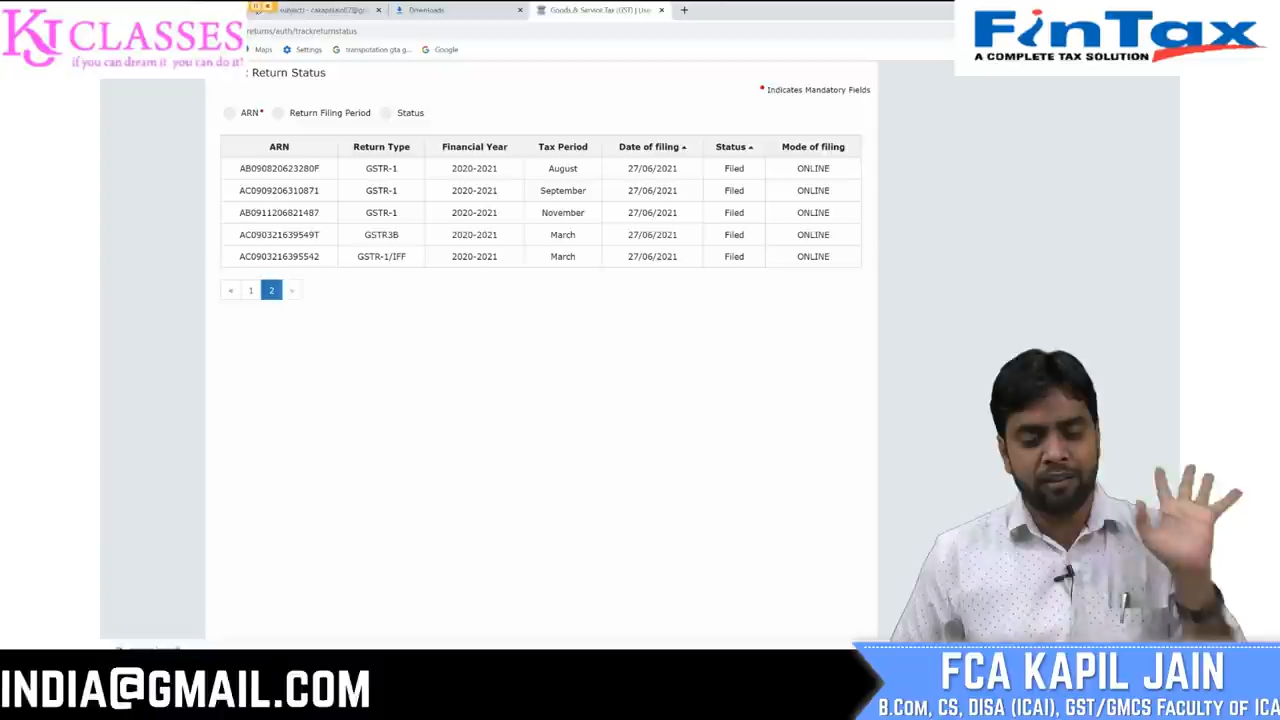 KJ CLASSES
if you can dream it you can do it!
FinTax
A COMPLETE TAX SOLUTION
Downloads
Goods & Service Tax (GST) | Use
returns/auth/trackreturnstatus
Maps Settings transpotation gta g... Google
: Return Status
* Indicates Mandatory Fields
ARN* Return Filing Period Status
ARN Return Type Financial Year Tax Period Date of filing Status Mode of filing
AB090820623280F GSTR-1 2020-2021 August 27/06/2021 Filed ONLINE
AC0909206310871 GSTR-1 2020-2021 September 27/06/2021 Filed ONLINE
AB0911206821487 GSTR-1 2020-2021 November 27/06/2021 Filed ONLINE
AC090321639549T GSTR3B 2020-2021 March 27/06/2021 Filed ONLINE
AC0903216395542 GSTR-1/IFF 2020-2021 March 27/06/2021 Filed ONLINE
« 1 2 »
INDIA@GMAIL.COM
FCA KAPIL JAIN
B.COM, CS, DISA (ICAI), GST/GMCS FACULTY OF ICA